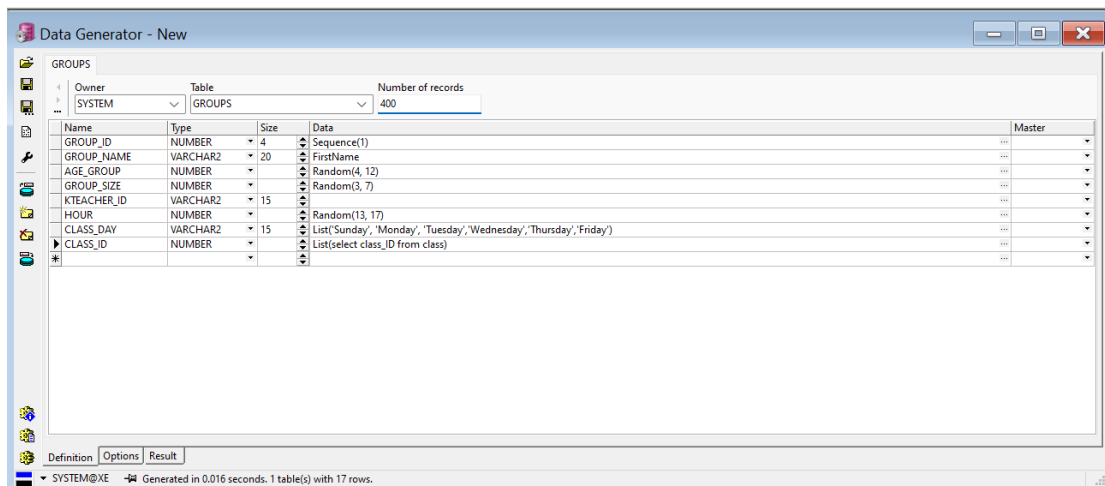 Data Generator - New
GROUPS
Owner Table Number of records
SYSTEM GROUPS 400
Name Type Size Data Master
GROUP_ID NUMBER 4 Sequence(1)
GROUP_NAME VARCHAR2 20 FirstName
AGE_GROUP NUMBER Random(4, 12)
GROUP_SIZE NUMBER Random(3, 7)
KTEACHER_ID VARCHAR2 15
HOUR NUMBER Random(13, 17)
CLASS_DAY VARCHAR2 15 List('Sunday', 'Monday', 'Tuesday','Wednesday','Thursday','Friday')
CLASS_ID NUMBER List(select class_ID from class)
Definition Options Result
SYSTEM@XE Generated in 0.016 seconds. 1 table(s) with 17 rows.